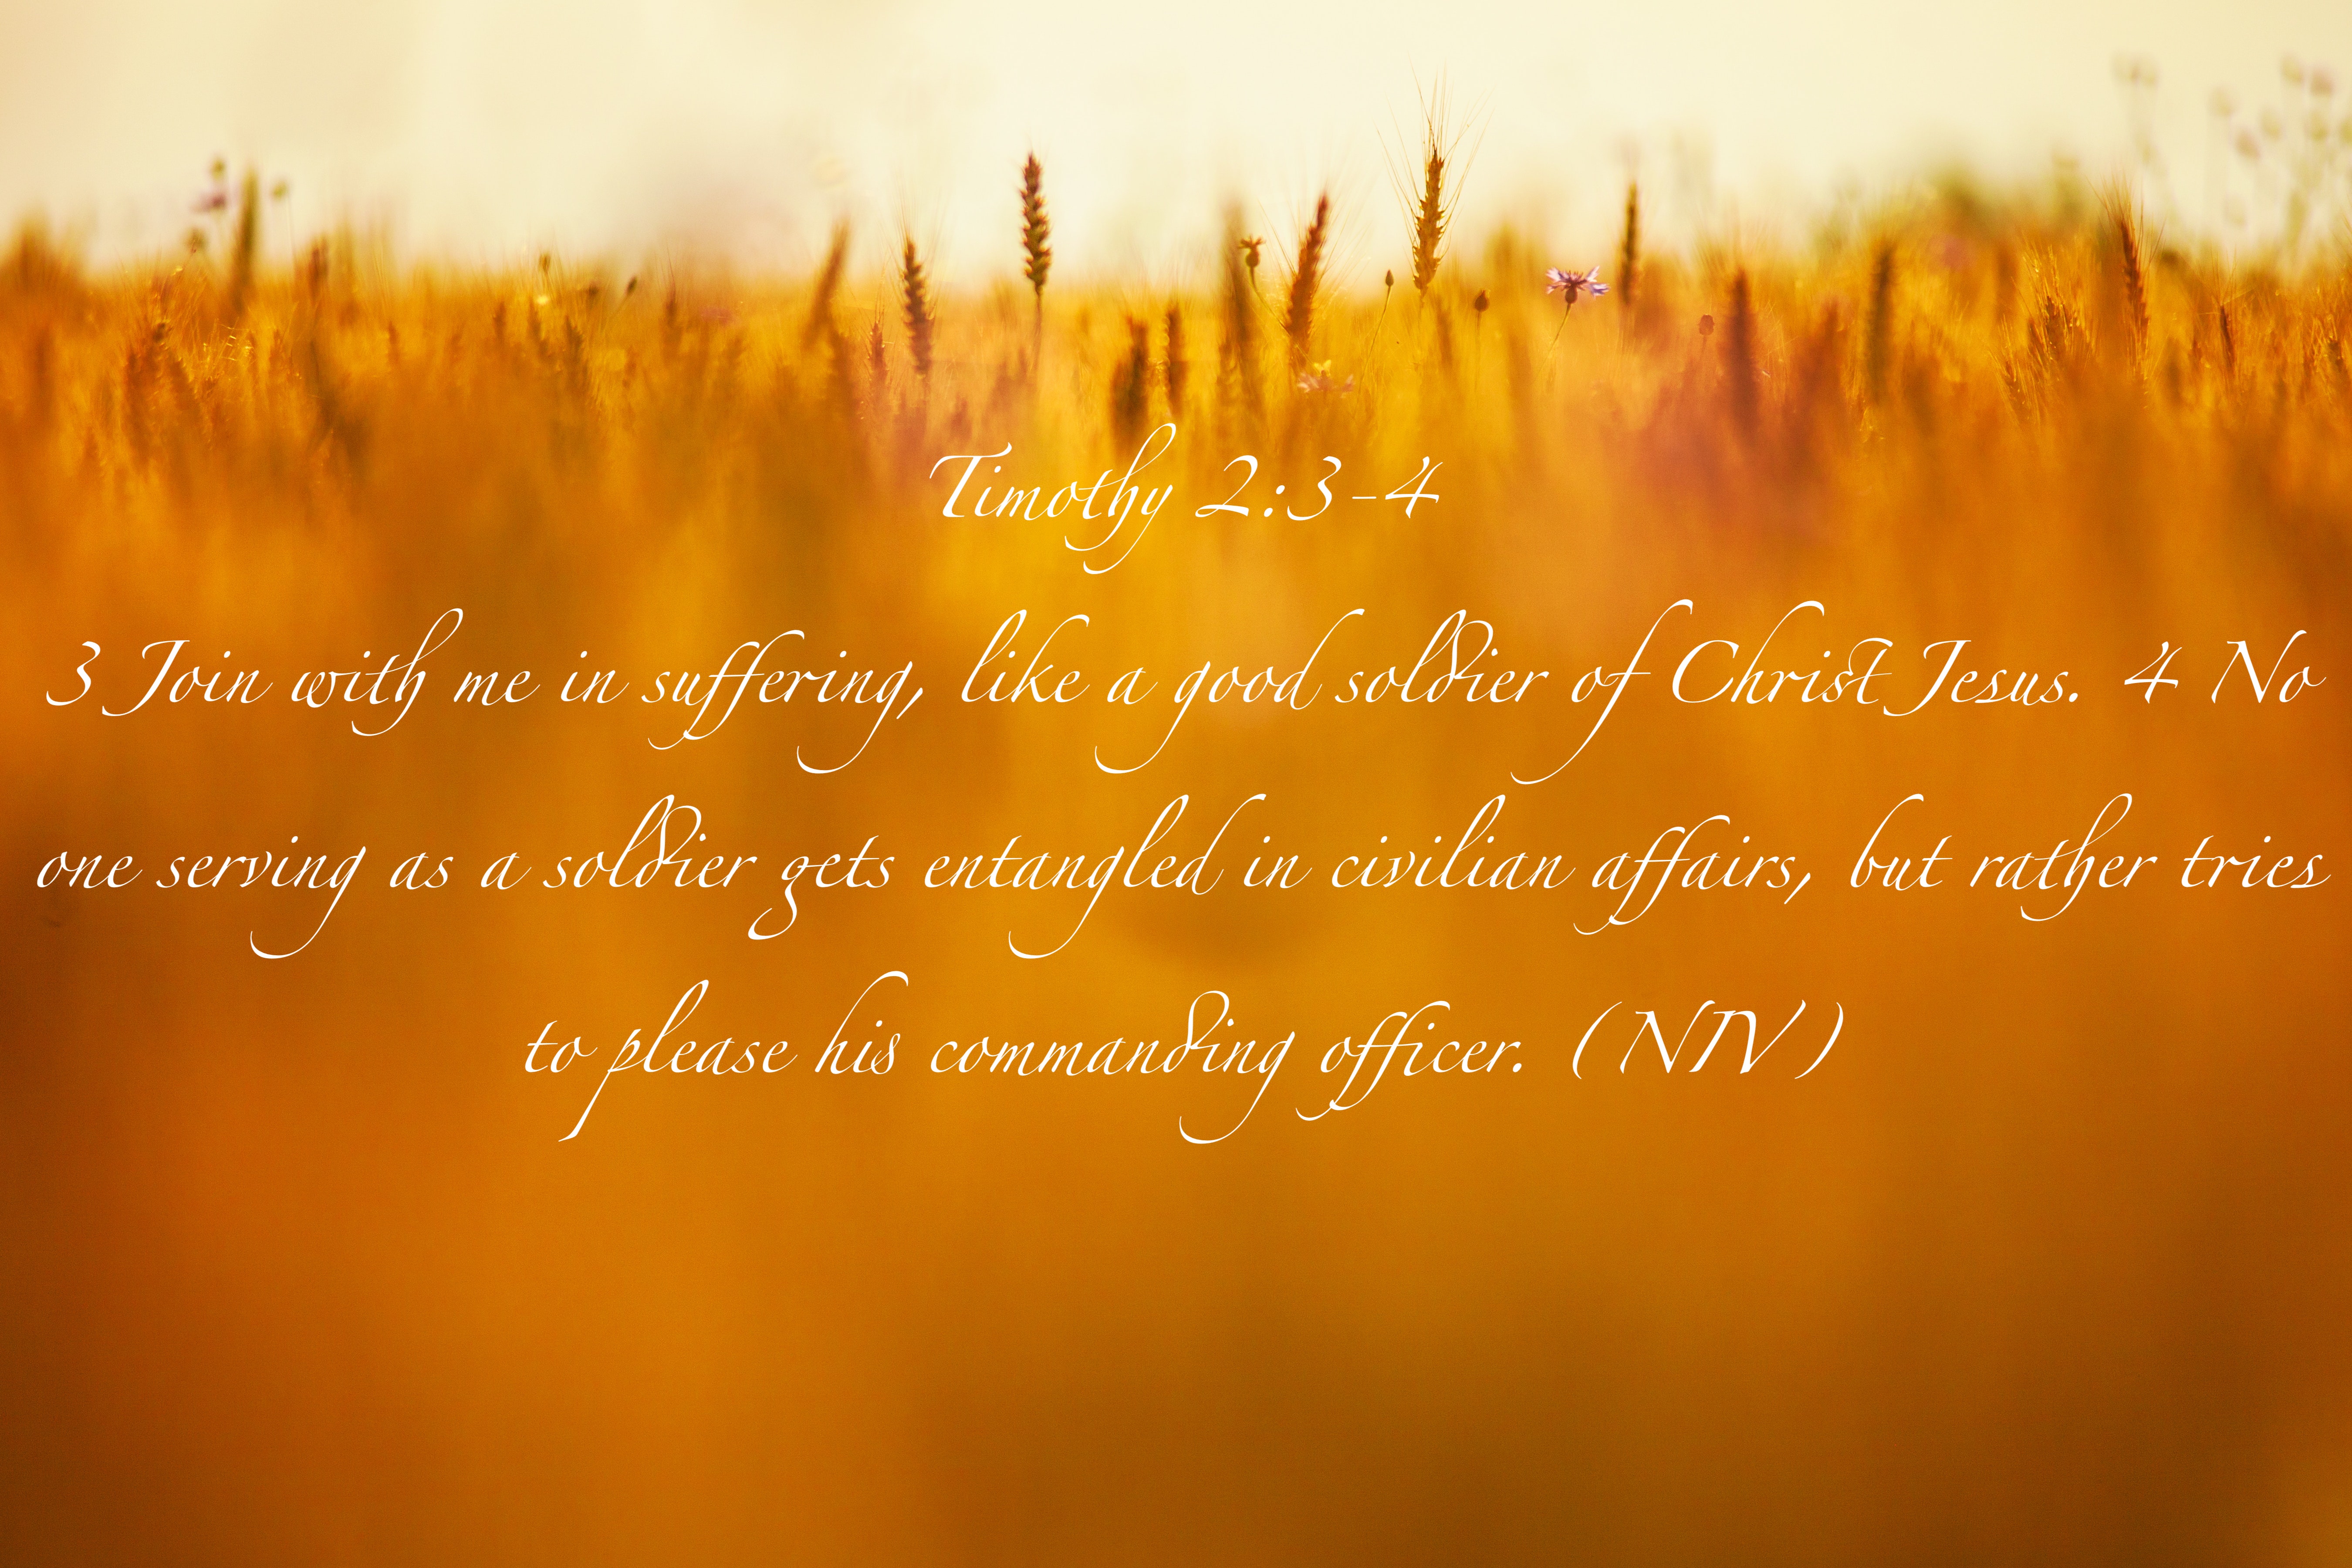 Timothy 2:3-4
3 Join with me in suffering, like a good soldier of Christ Jesus. 4 No
one serving as a soldier gets entangled in civilian affairs, but rather tries
to please his commanding officer. (NIV)